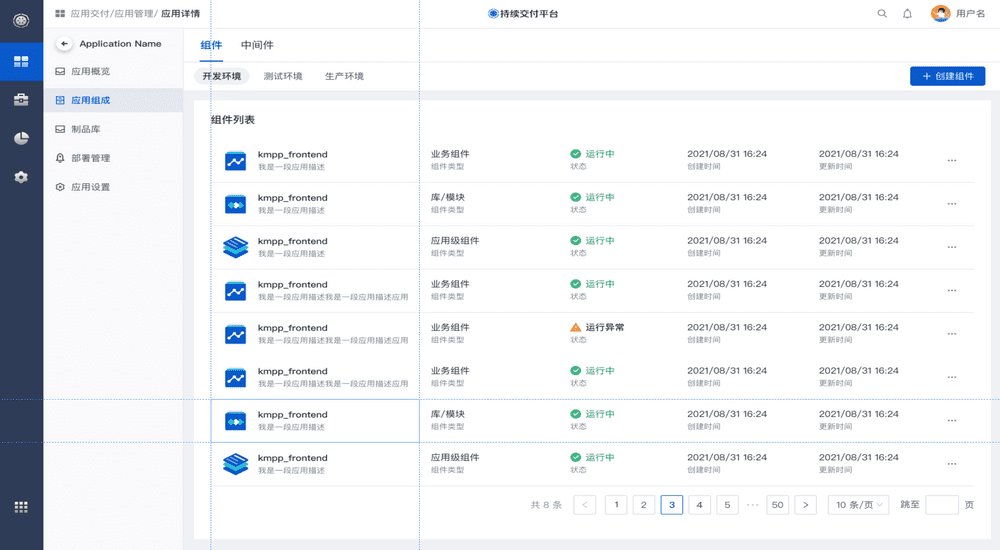 应用交付/应用管理/ 应用详情
持续交付平台
用户名
Application Name
应用概览
应用组成
制品库
部署管理
应用设置
组件 中间件
开发环境 测试环境 生产环境
创建组件
组件列表
kmpp_frontend 业务组件 运行中 2021/08/31 16:24 2021/08/31 16:24
我是一段应用描述 组件类型 状态 创建时间 更新时间
kmpp_frontend 库/模块 运行中 2021/08/31 16:24 2021/08/31 16:24
我是一段应用描述 组件类型 状态 创建时间 更新时间
kmpp_frontend 应用级组件 运行中 2021/08/31 16:24 2021/08/31 16:24
我是一段应用描述 组件类型 状态 创建时间 更新时间
kmpp_frontend 业务组件 运行中 2021/08/31 16:24 2021/08/31 16:24
我是一段应用描述我是一段应用描述应用 组件类型 状态 创建时间 更新时间
kmpp_frontend 业务组件 运行异常 2021/08/31 16:24 2021/08/31 16:24
我是一段应用描述我是一段应用描述应用 组件类型 状态 创建时间 更新时间
kmpp_frontend 业务组件 运行中 2021/08/31 16:24 2021/08/31 16:24
我是一段应用描述我是一段应用描述应用 组件类型 状态 创建时间 更新时间
kmpp_frontend 库/模块 运行中 2021/08/31 16:24 2021/08/31 16:24
我是一段应用描述 组件类型 状态 创建时间 更新时间
kmpp_frontend 应用级组件 运行中 2021/08/31 16:24 2021/08/31 16:24
我是一段应用描述 组件类型 状态 创建时间 更新时间
共 8 条 < 1 2 3 4 5 ··· 50 > 10 条/页 跳至 页